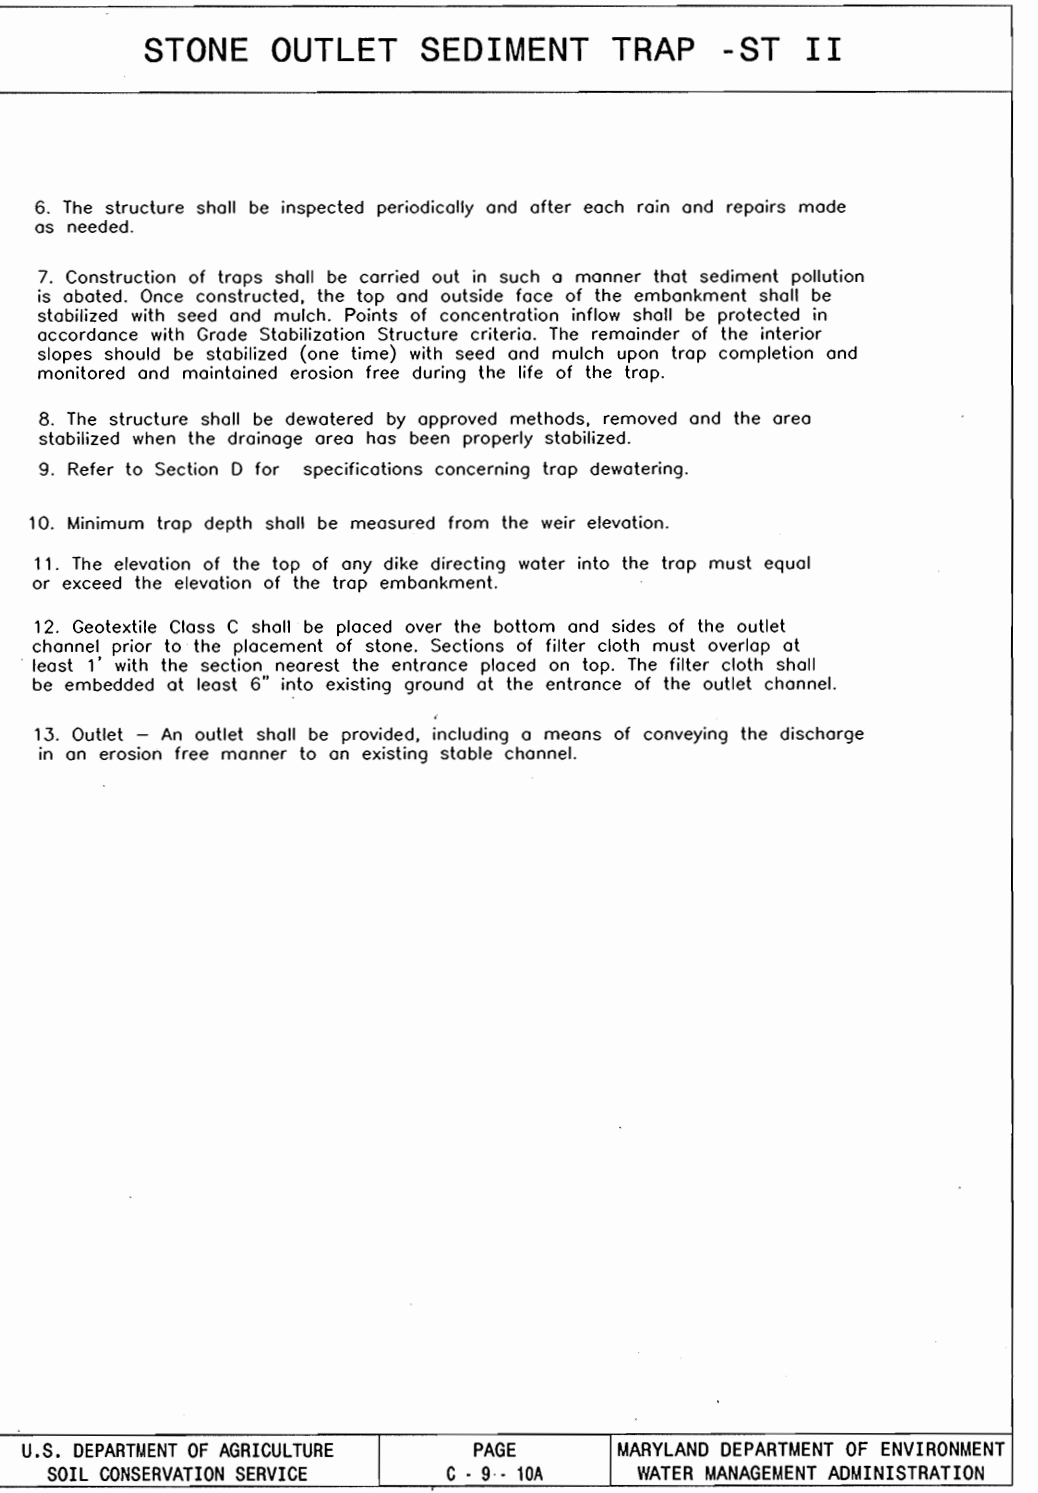 STONE OUTLET SEDIMENT TRAP -ST II
6. The structure shall be inspected periodically and after each rain and repairs made
as needed.
7. Construction of traps shall be carried out in such a manner that sediment pollution
is abated. Once constructed, the top and outside face of the embankment shall be
stabilized with seed and mulch. Points of concentration inflow shall be protected in
accordance with Grade Stabilization Structure criteria. The remainder of the interior
slopes should be stabilized (one time) with seed and mulch upon trap completion and
monitored and maintained erosion free during the life of the trap.
8. The structure shall be dewatered by approved methods, removed and the area
stabilized when the drainage area has been properly stabilized.
9. Refer to Section D for specifications concerning trap dewatering.
10. Minimum trap depth shall be measured from the weir elevation.
11. The elevation of the top of any dike directing water into the trap must equal
or exceed the elevation of the trap embankment.
12. Geotextile Class C shall be placed over the bottom and sides of the outlet
channel prior to the placement of stone. Sections of filter cloth must overlap at
least 1' with the section nearest the entrance placed on top. The filter cloth shall
be embedded at least 6" into existing ground at the entrance of the outlet channel.
13. Outlet — An outlet shall be provided, including a means of conveying the discharge
in an erosion free manner to an existing stable channel.
U.S. DEPARTMENT OF AGRICULTURE
SOIL CONSERVATION SERVICE
PAGE
C - 9 - 10A
MARYLAND DEPARTMENT OF ENVIRONMENT
WATER MANAGEMENT ADMINISTRATION